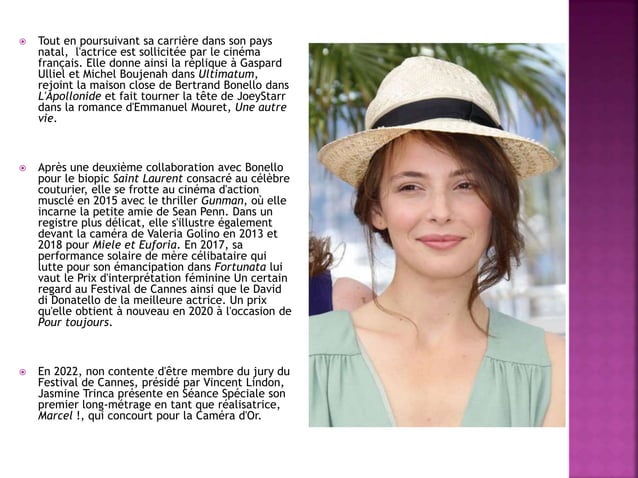 Tout en poursuivant sa carrière dans son pays
natal, l'actrice est sollicitée par le cinéma
français. Elle donne ainsi la réplique à Gaspard
Ulliel et Michel Boujenah dans Ultimatum,
rejoint la maison close de Bertrand Bonello dans
L'Apollonide et fait tourner la tête de JoeyStarr
dans la romance d'Emmanuel Mouret, Une autre
vie.
Après une deuxième collaboration avec Bonello
pour le biopic Saint Laurent consacré au célèbre
couturier, elle se frotte au cinéma d'action
musclé en 2015 avec le thriller Gunman, où elle
incarne la petite amie de Sean Penn. Dans un
registre plus délicat, elle s'illustre également
devant la caméra de Valeria Golino en 2013 et
2018 pour Miele et Euforia. En 2017, sa
performance solaire de mère célibataire qui
lutte pour son émancipation dans Fortunata lui
vaut le Prix d'interprétation féminine Un certain
regard au Festival de Cannes ainsi que le David
di Donatello de la meilleure actrice. Un prix
qu'elle obtient à nouveau en 2020 à l'occasion de
Pour toujours.
En 2022, non contente d'être membre du jury du
Festival de Cannes, présidé par Vincent Lindon,
Jasmine Trinca présente en Séance Spéciale son
premier long-métrage en tant que réalisatrice,
Marcel !, qui concourt pour la Caméra d'Or.